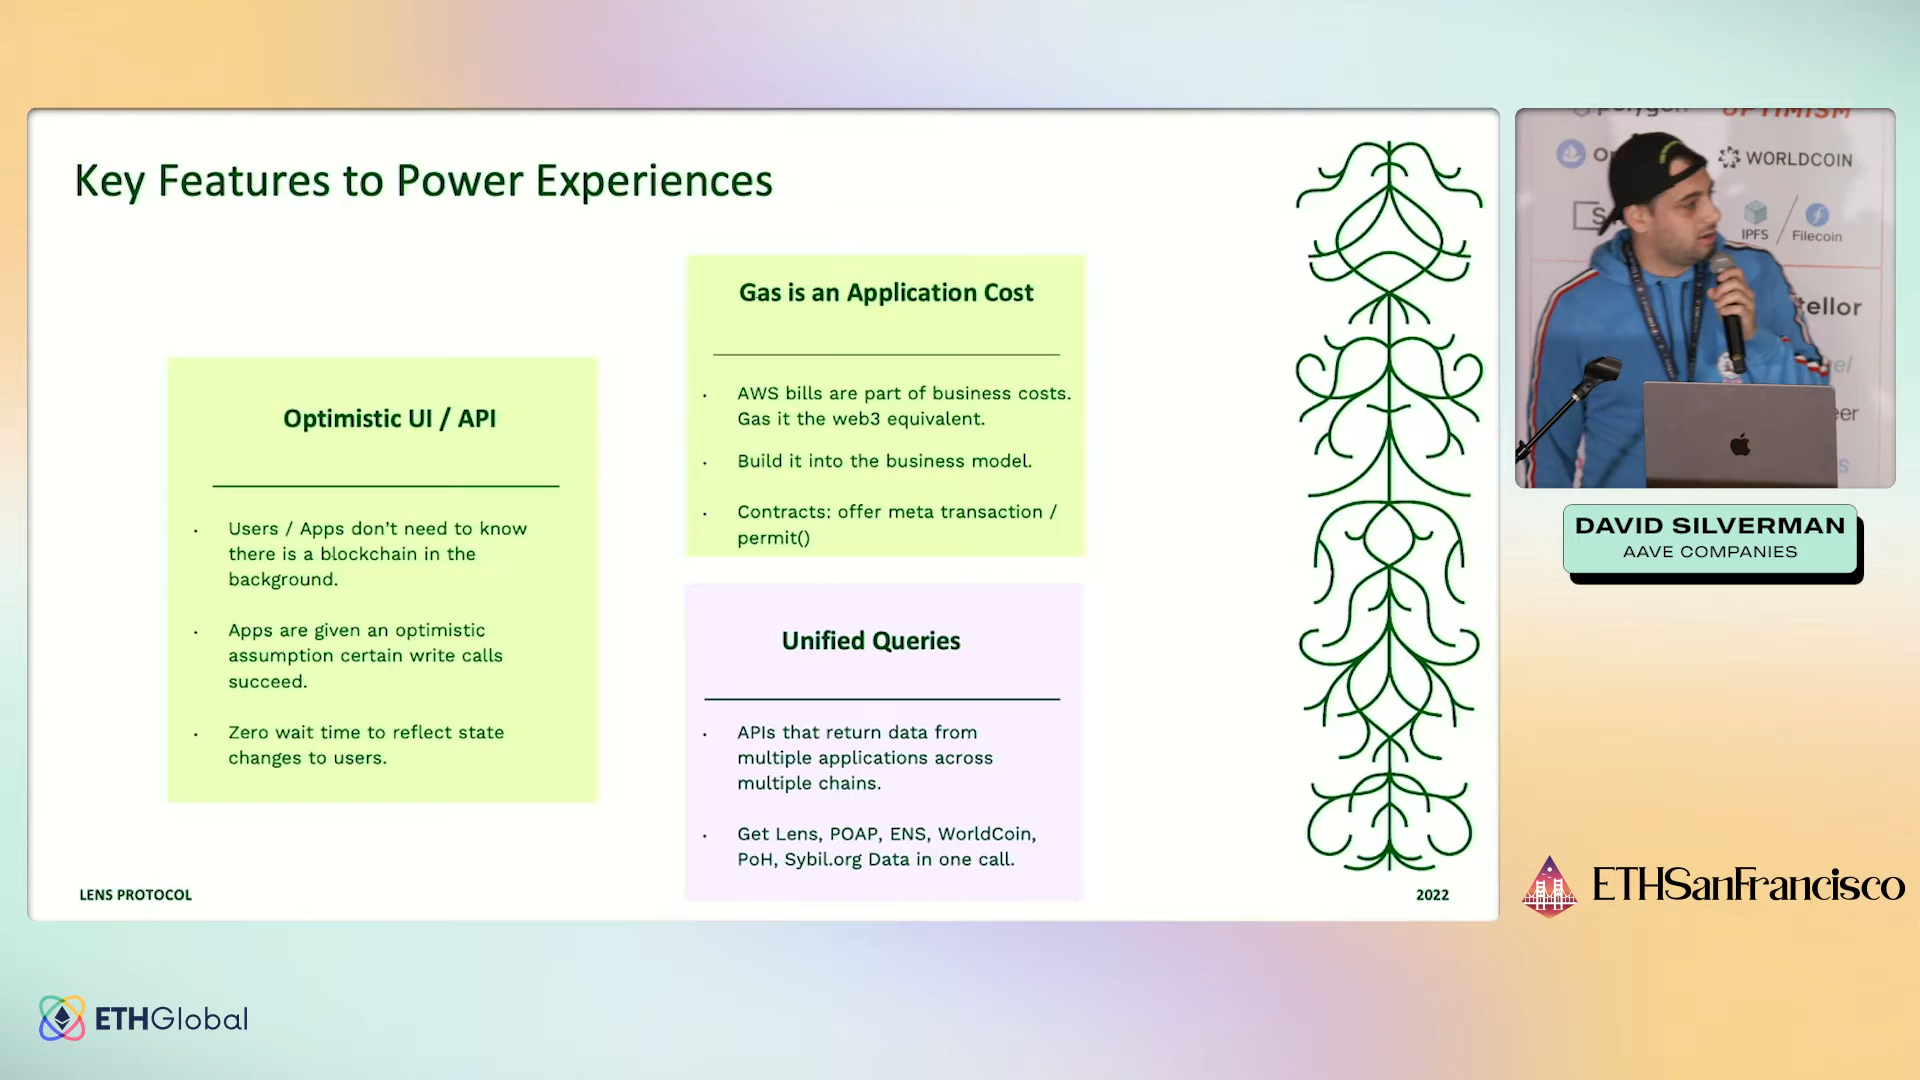 Key Features to Power Experiences
Optimistic UI / API
· Users / Apps don't need to know
there is a blockchain in the
background.
· Apps are given an optimistic
assumption certain write calls
succeed.
· Zero wait time to reflect state
changes to users.
Gas is an Application Cost
· AWS bills are part of business costs.
Gas it the web3 equivalent.
· Build it into the business model.
· Contracts: offer meta transaction /
permit()
Unified Queries
· APIs that return data from
multiple applications across
multiple chains.
· Get Lens, POAP, ENS, WorldCoin,
PoH, Sybil.org Data in one call.
LENS PROTOCOL
2022
OPTIMISM
WORLDCOIN
IPFS
Filecoin
DAVID SILVERMAN
AAVE COMPANIES
ETHSanFrancisco
ETHGlobal